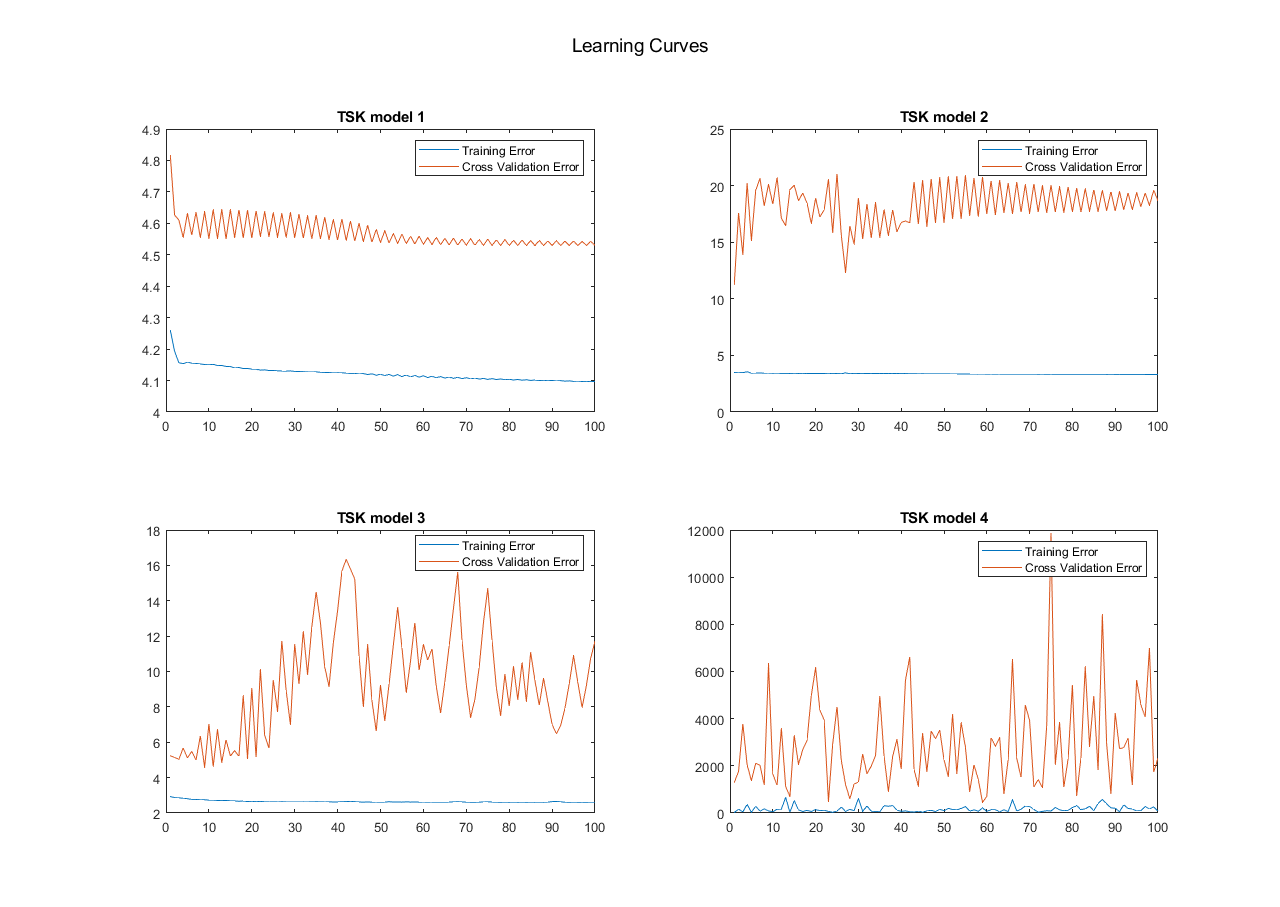 Learning Curves
TSK model 1
4.9
4.8
4.7
4.6
4.5
4.4
4.3
4.2
4.1
4
0 10 20 30 40 50 60 70 80 90 100
Training Error
Cross Validation Error
TSK model 2
25
20
15
10
5
0
0 10 20 30 40 50 60 70 80 90 100
Training Error
Cross Validation Error
TSK model 3
18
16
14
12
10
8
6
4
2
0 10 20 30 40 50 60 70 80 90 100
Training Error
Cross Validation Error
TSK model 4
12000
10000
8000
6000
4000
2000
0
0 10 20 30 40 50 60 70 80 90 100
Training Error
Cross Validation Error